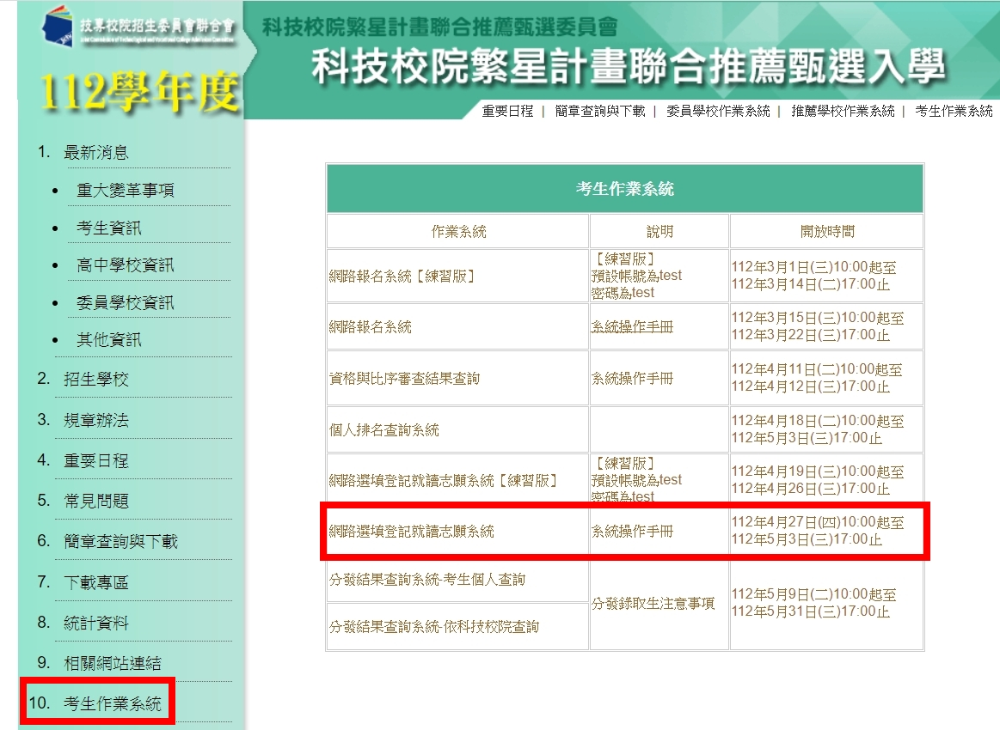 技專校院招生委員會聯合會
Joint Commission of Technological and Vocational College Admission Committee
112學年度
科技校院繁星計畫聯合推薦甄選委員會
科技校院繁星計畫聯合推薦甄選入學
重要日程 | 簡章查詢與下載 | 委員學校作業系統 | 推薦學校作業系統 | 考生作業系統
1. 最新消息
• 重大變革事項
• 考生資訊
• 高中學校資訊
• 委員學校資訊
• 其他資訊
2. 招生學校
3. 規章辦法
4. 重要日程
5. 常見問題
6. 簡章查詢與下載
7. 下載專區
8. 統計資料
9. 相關網站連結
10. 考生作業系統
考生作業系統
作業系統 說明 開放時間
網路報名系統【練習版】
【練習版】
預設帳號為test
密碼為test
112年3月1日(三)10:00起至
112年3月14日(二)17:00止
網路報名系統
系統操作手冊
112年3月15日(三)10:00起至
112年3月22日(三)17:00止
資格與比序審查結果查詢
系統操作手冊
112年4月11日(二)10:00起至
112年4月12日(三)17:00止
個人排名查詢系統
112年4月18日(二)10:00起至
112年5月3日(三)17:00止
網路選填登記就讀志願系統【練習版】
【練習版】
預設帳號為test
密碼為test
112年4月19日(三)10:00起至
112年4月26日(三)17:00止
網路選填登記就讀志願系統
系統操作手冊
112年4月27日(四)10:00起至
112年5月3日(三)17:00止
分發結果查詢系統-考生個人查詢
分發結果查詢系統-依科技校院查詢
分發錄取生注意事項
112年5月9日(二)10:00起至
112年5月31日(三)17:00止